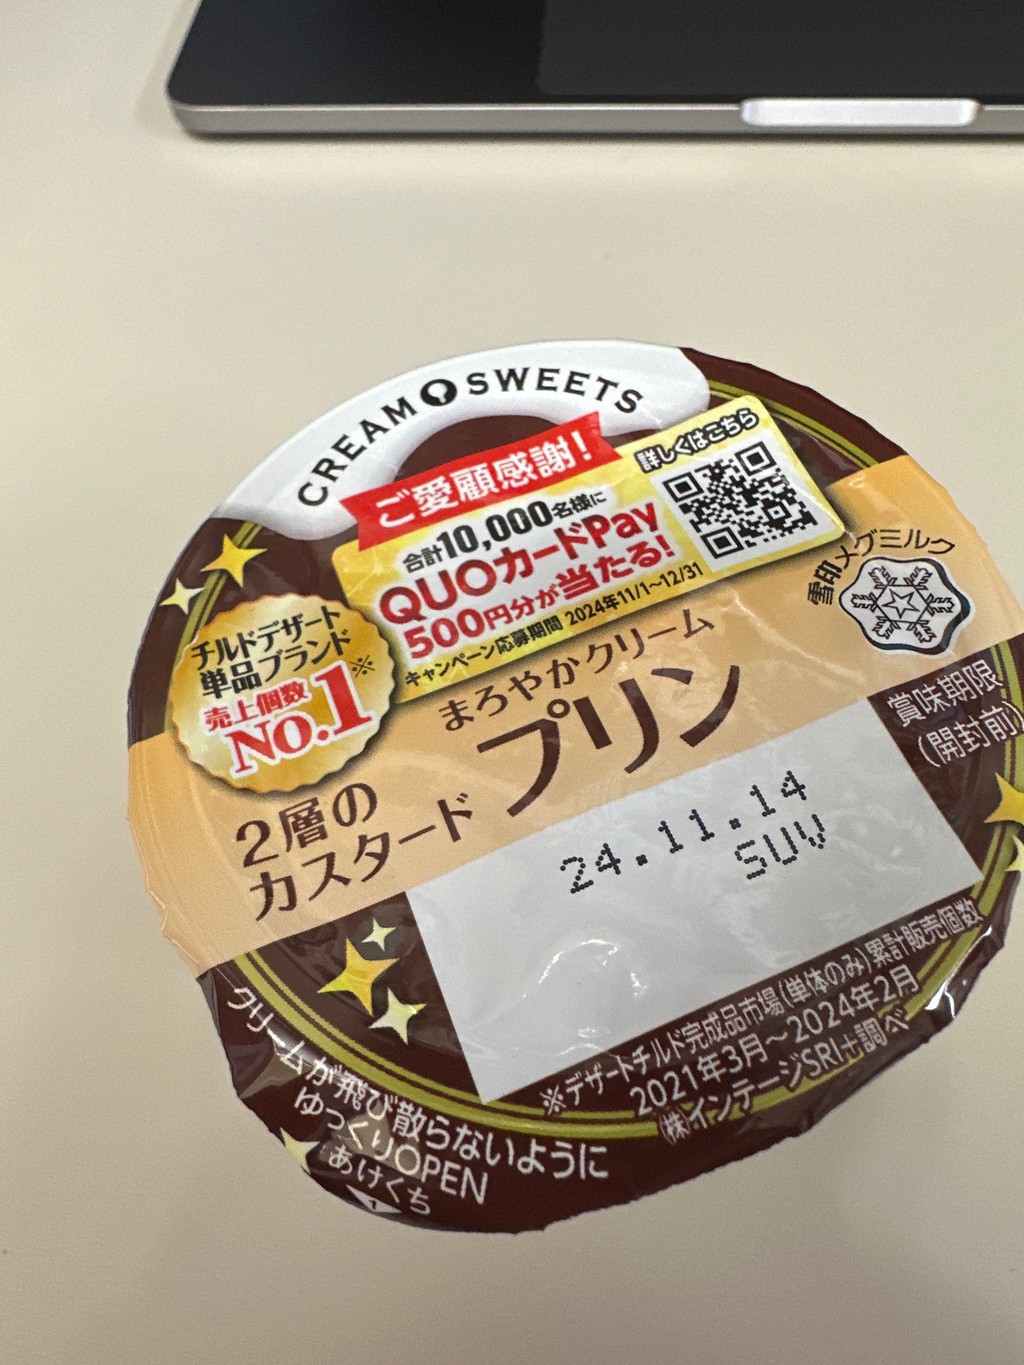 CREAM SWEETS
ご愛顧感謝!
合計10,000名様に
QUOカードPay
500円分が当たる!
キャンペーン応募期間 2024年11/1~12/31
詳しくはこちら
雪印メグミルク
チルドデザート
単品ブランド※
売上個数
NO.1
まろやかクリーム
プリン
2層の
カスタード
賞味期限
(開封前)
24.11.14
SUV
※デザートチルド完成品市場(単体のみ)累計販売個数
2021年3月~2024年2月
㈱インテージSRI+調べ
クリームが飛び散らないように
ゆっくりOPEN
あけくち
1